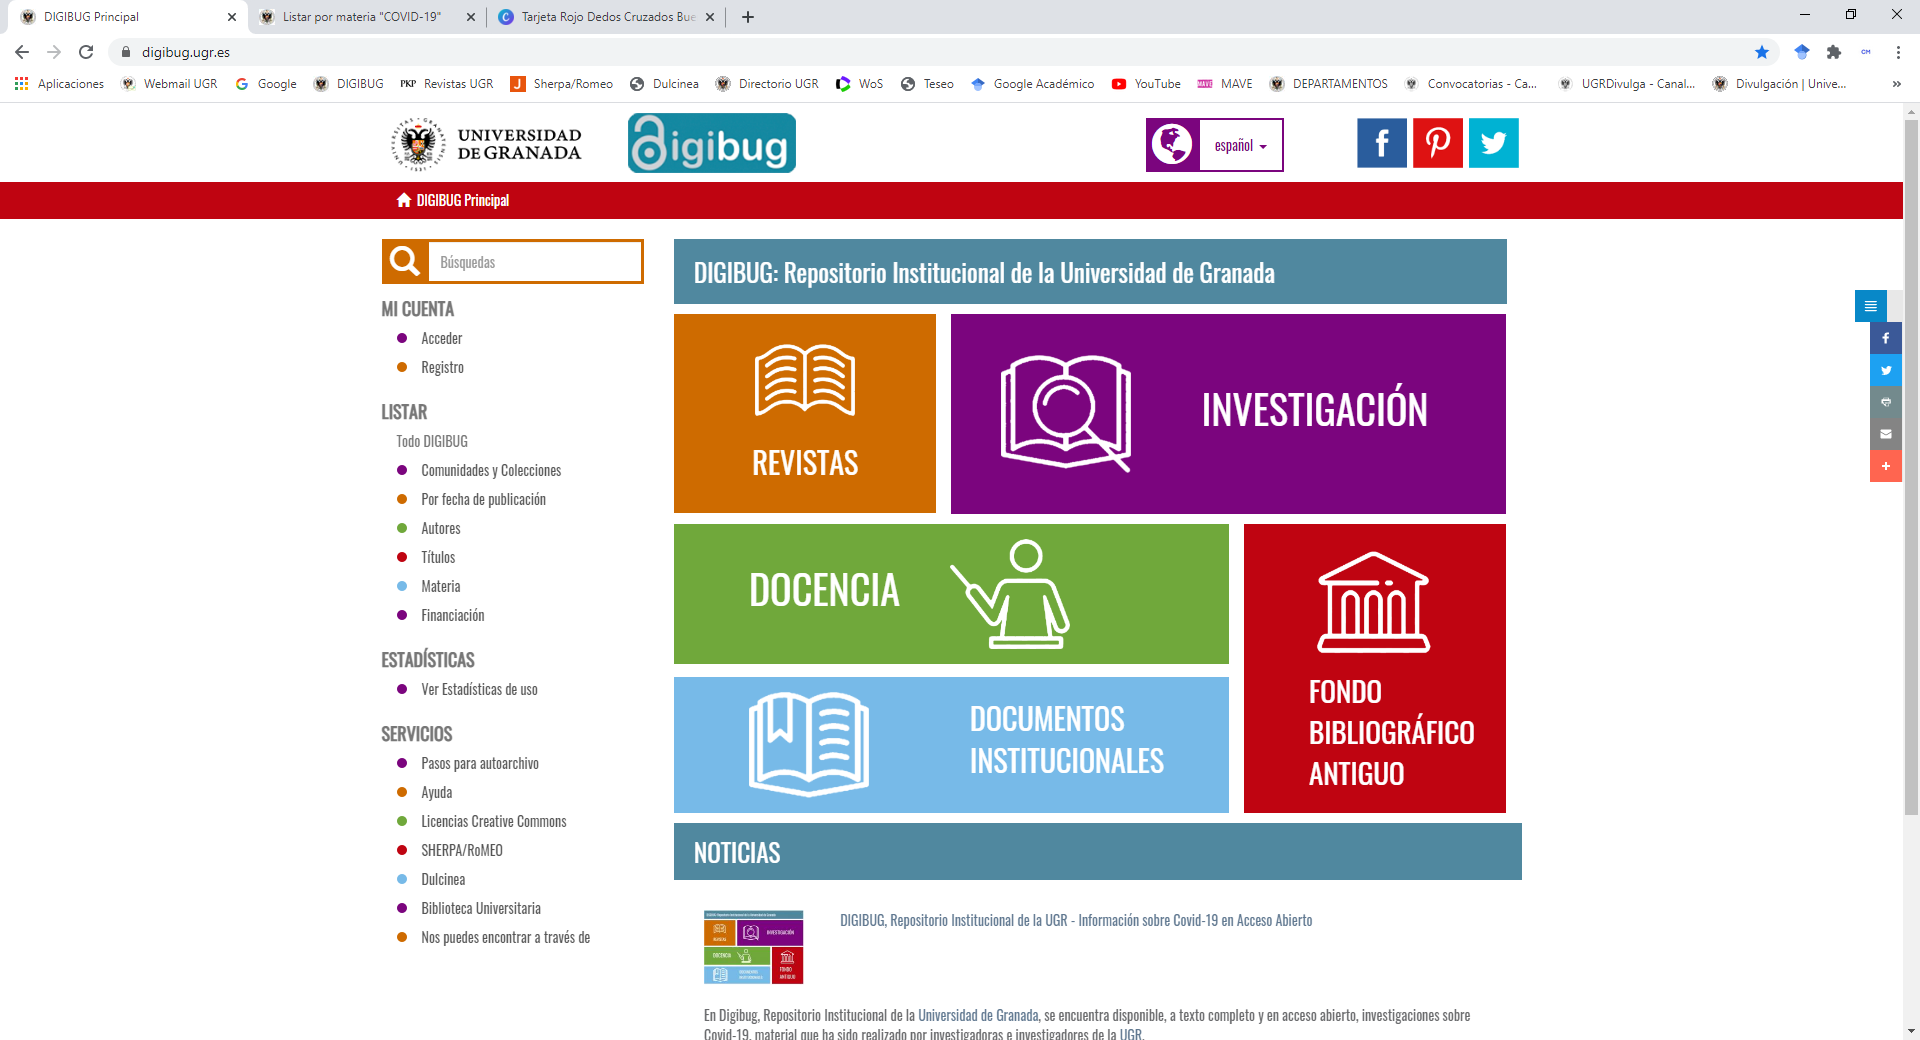 DIGIBUG Principal
Listar por materia "COVID-19"
Tarjeta Rojo Dedos Cruzados Bue
digibug.ugr.es
Aplicaciones
Webmail UGR
Google
DIGIBUG
PKP Revistas UGR
Sherpa/Romeo
Dulcinea
Directorio UGR
WoS
Teseo
Google Académico
YouTube
MAVE MAVE
DEPARTAMENTOS
Convocatorias - Ca...
UGRDivulga - Canal...
Divulgación | Unive...
UNIVERSIDAD
DE GRANADA
digibug
español
DIGIBUG Principal
Búsquedas
MI CUENTA
Acceder
Registro
LISTAR
Todo DIGIBUG
Comunidades y Colecciones
Por fecha de publicación
Autores
Títulos
Materia
Financiación
ESTADÍSTICAS
Ver Estadísticas de uso
SERVICIOS
Pasos para autoarchivo
Ayuda
Licencias Creative Commons
SHERPA/RoMEO
Dulcinea
Biblioteca Universitaria
Nos puedes encontrar a través de
DIGIBUG: Repositorio Institucional de la Universidad de Granada
REVISTAS
INVESTIGACIÓN
DOCENCIA
DOCUMENTOS
INSTITUCIONALES
FONDO
BIBLIOGRÁFICO
ANTIGUO
NOTICIAS
DIGIBUG, Repositorio Institucional de la UGR - Información sobre Covid-19 en Acceso Abierto
En Digibug, Repositorio Institucional de la Universidad de Granada, se encuentra disponible, a texto completo y en acceso abierto, investigaciones sobre
Covid-19, material que ha sido realizado por investigadoras e investigadores de la UGR.